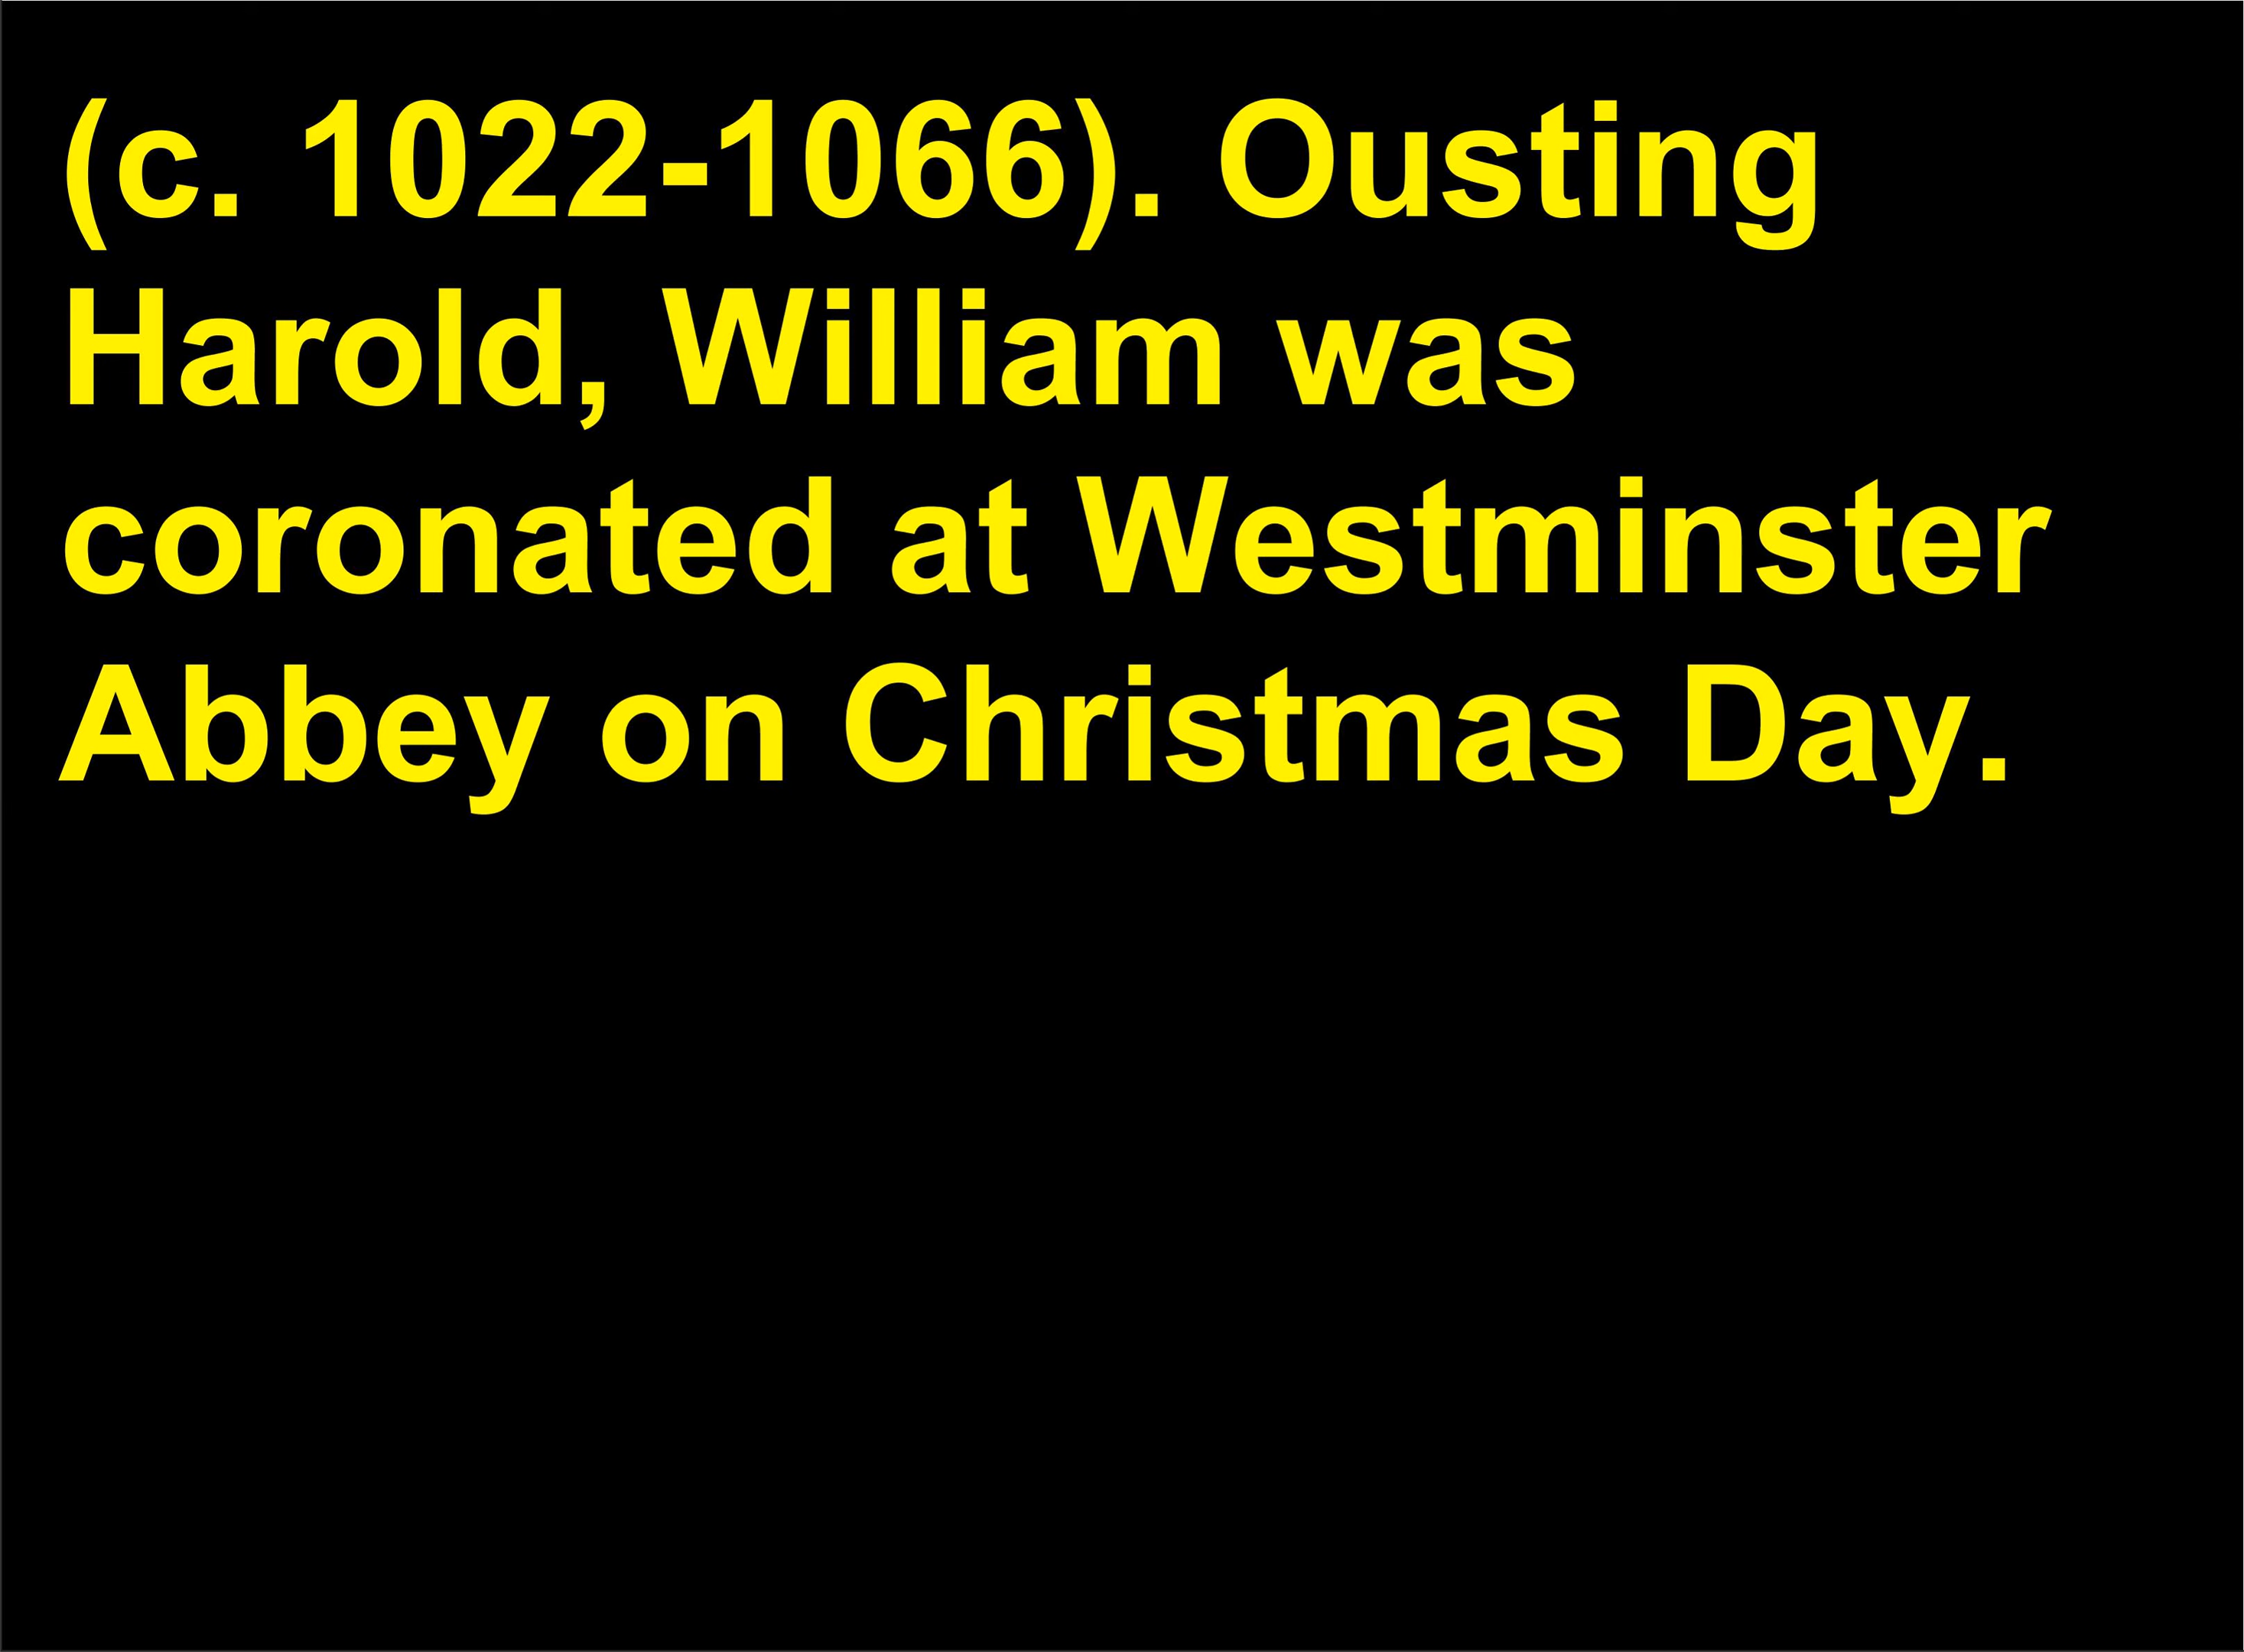 (c. 1022-1066). Ousting
Harold, William was
coronated at Westminster
Abbey on Christmas Day.